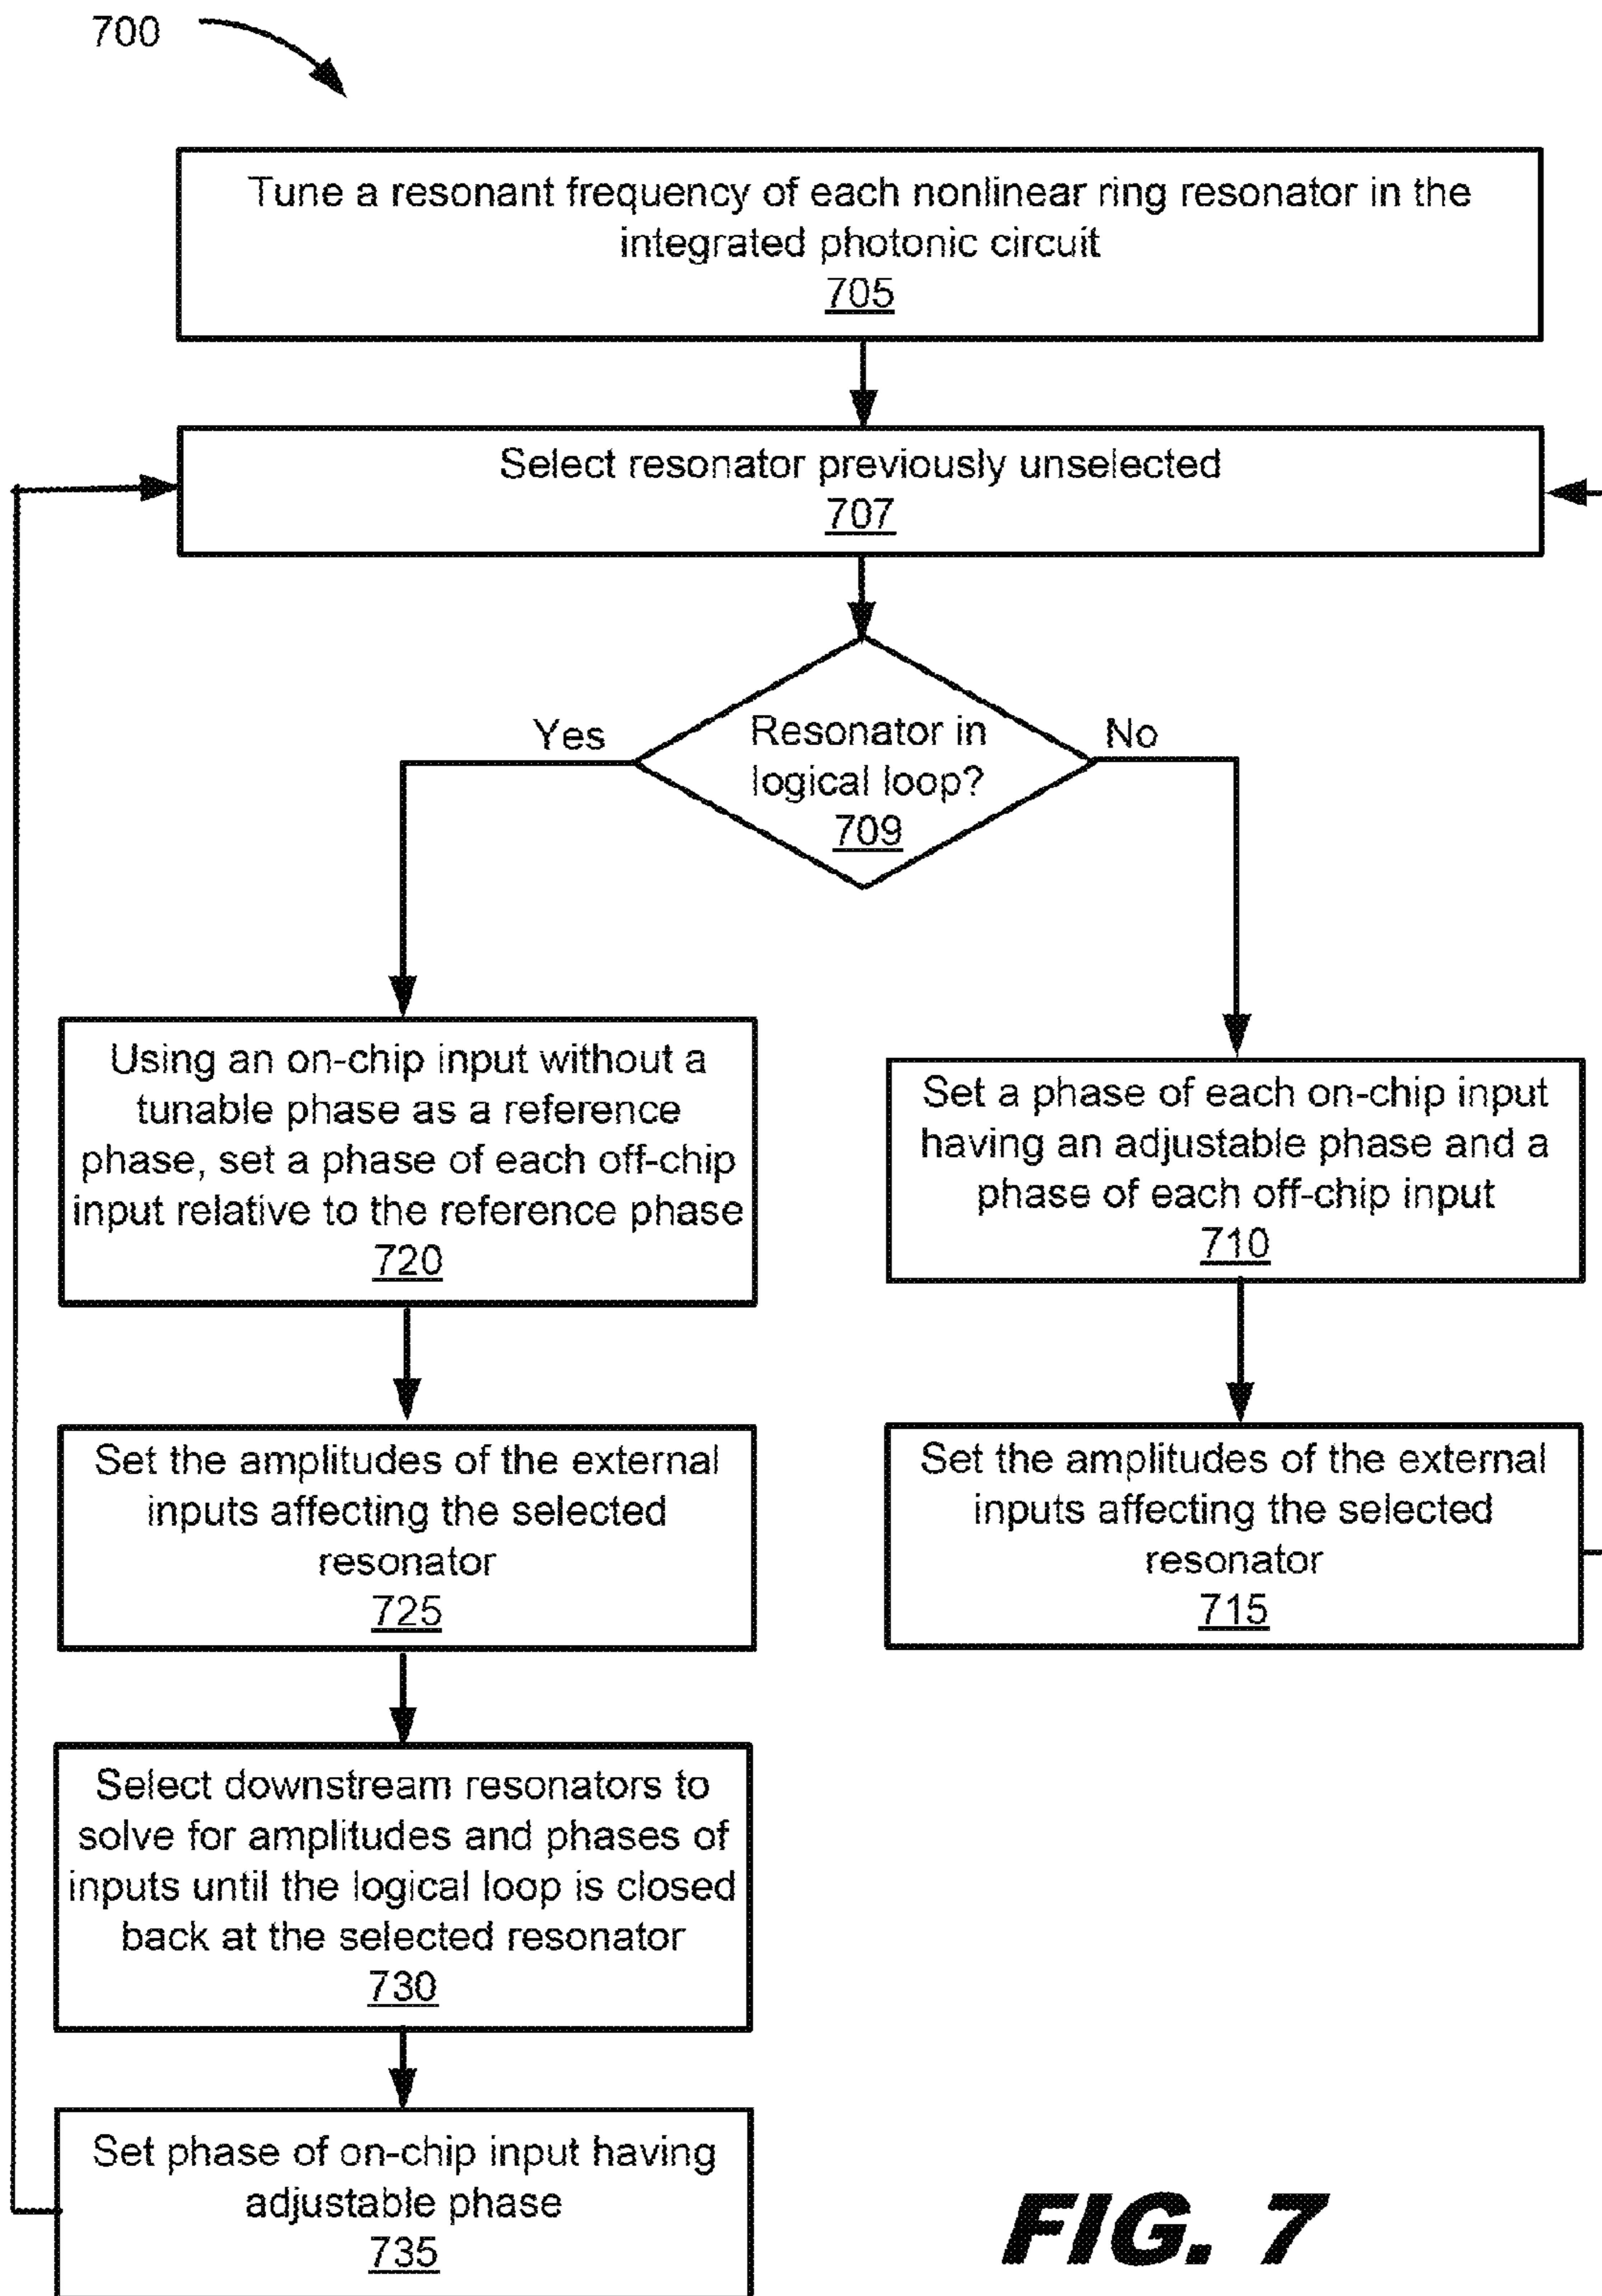 700
Tune a resonant frequency of each nonlinear ring resonator in the
integrated photonic circuit
705
Select resonator previously unselected
707
Yes
Resonator in
logical loop?
709
No
Using an on-chip input without a
tunable phase as a reference
phase, set a phase of each off-chip
input relative to the reference phase
720
Set a phase of each on-chip input
having an adjustable phase and a
phase of each off-chip input
710
Set the amplitudes of the external
inputs affecting the selected
resonator
725
Set the amplitudes of the external
inputs affecting the selected
resonator
715
Select downstream resonators to
solve for amplitudes and phases of
inputs until the logical loop is closed
back at the selected resonator
730
Set phase of on-chip input having
adjustable phase
735
FIG. 7